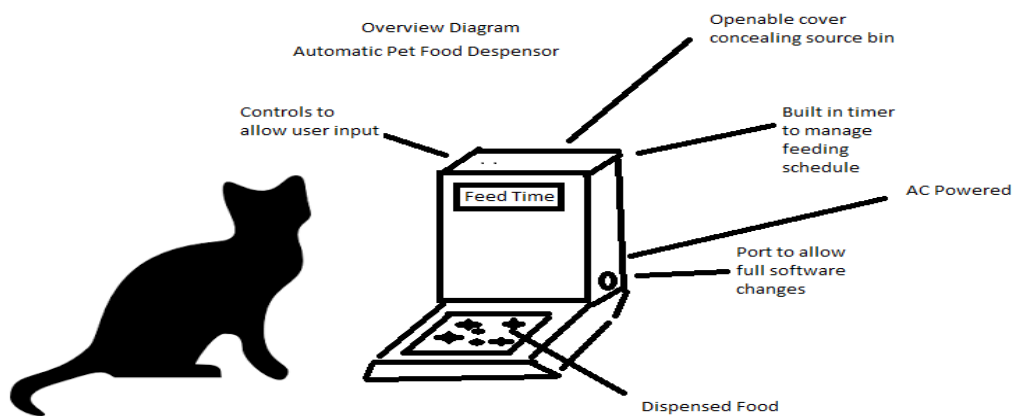 Overview Diagram
Automatic Pet Food Despensor
Openable cover
concealing source bin
Controls to
allow user input
Built in timer
to manage
feeding
schedule
Feed Time
AC Powered
Port to allow
full software
changes
Dispensed Food